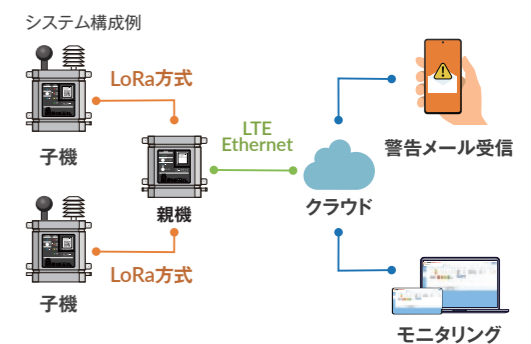 システム構成例
LoRa方式
子機
LTE
Ethernet
親機
クラウド
警告メール受信
LoRa方式
子機
モニタリング